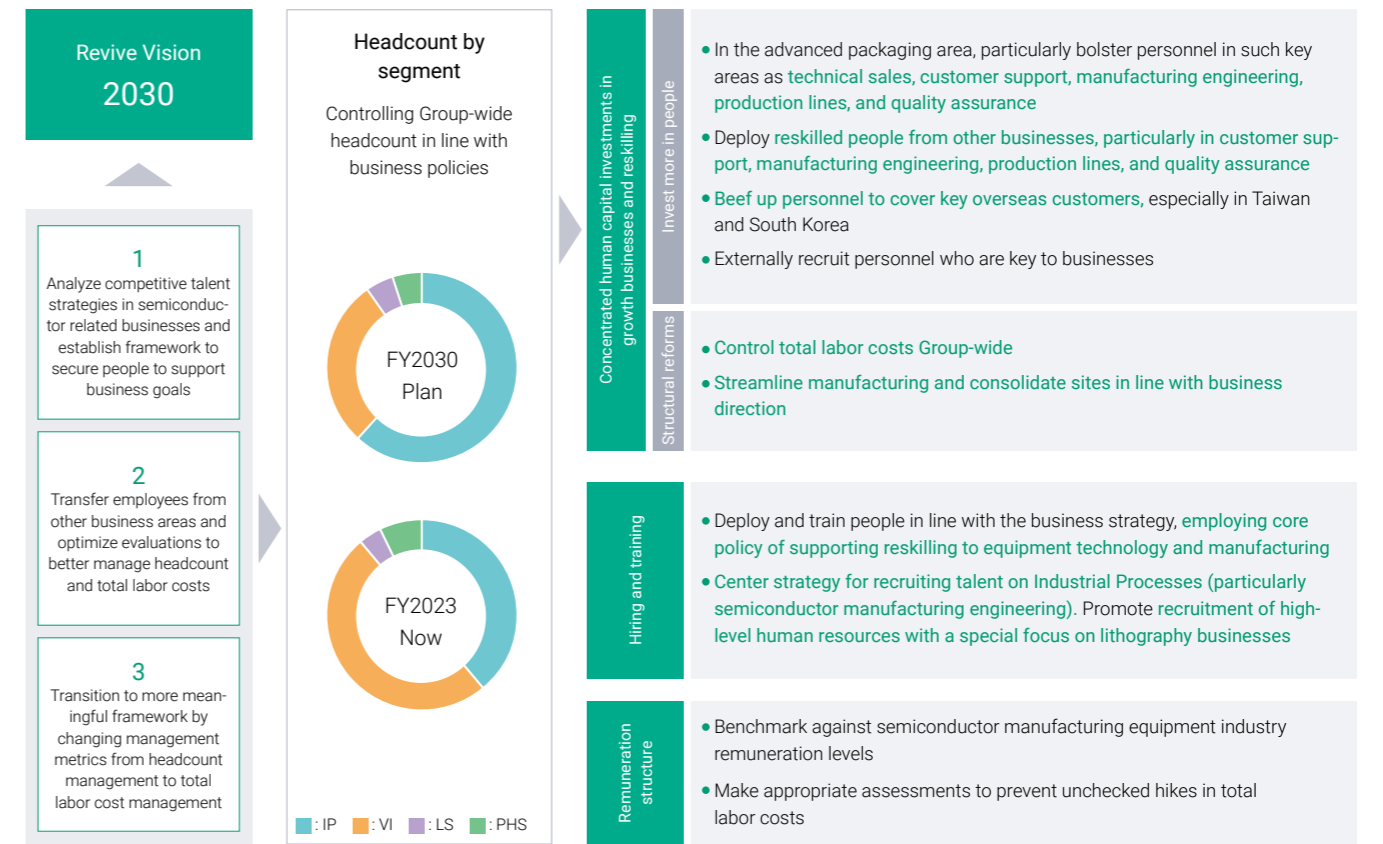 Revive Vision
2030
1
Analyze competitive talent
strategies in semiconduc-
tor related businesses and
establish framework to
secure people to support
business goals
2
Transfer employees from
other business areas and
optimize evaluations to
better manage headcount
and total labor costs
3
Transition to more mean-
ingful framework by
changing management
metrics from headcount
management to total
labor cost management
Headcount by
segment
Controlling Group-wide
headcount in line with
business policies
FY2030
Plan
FY2023
Now
: IP : VI : LS : PHS
Concentrated human capital investments in
growth businesses and reskilling
Invest more in people
• In the advanced packaging area, particularly bolster personnel in such key
areas as technical sales, customer support, manufacturing engineering,
production lines, and quality assurance
• Deploy reskilled people from other businesses, particularly in customer sup-
port, manufacturing engineering, production lines, and quality assurance
• Beef up personnel to cover key overseas customers, especially in Taiwan
and South Korea
• Externally recruit personnel who are key to businesses
Structural reforms
• Control total labor costs Group-wide
• Streamline manufacturing and consolidate sites in line with business
direction
Hiring and training
• Deploy and train people in line with the business strategy, employing core
policy of supporting reskilling to equipment technology and manufacturing
• Center strategy for recruiting talent on Industrial Processes (particularly
semiconductor manufacturing engineering). Promote recruitment of high-
level human resources with a special focus on lithography businesses
Remuneration
structure
• Benchmark against semiconductor manufacturing equipment industry
remuneration levels
• Make appropriate assessments to prevent unchecked hikes in total
labor costs